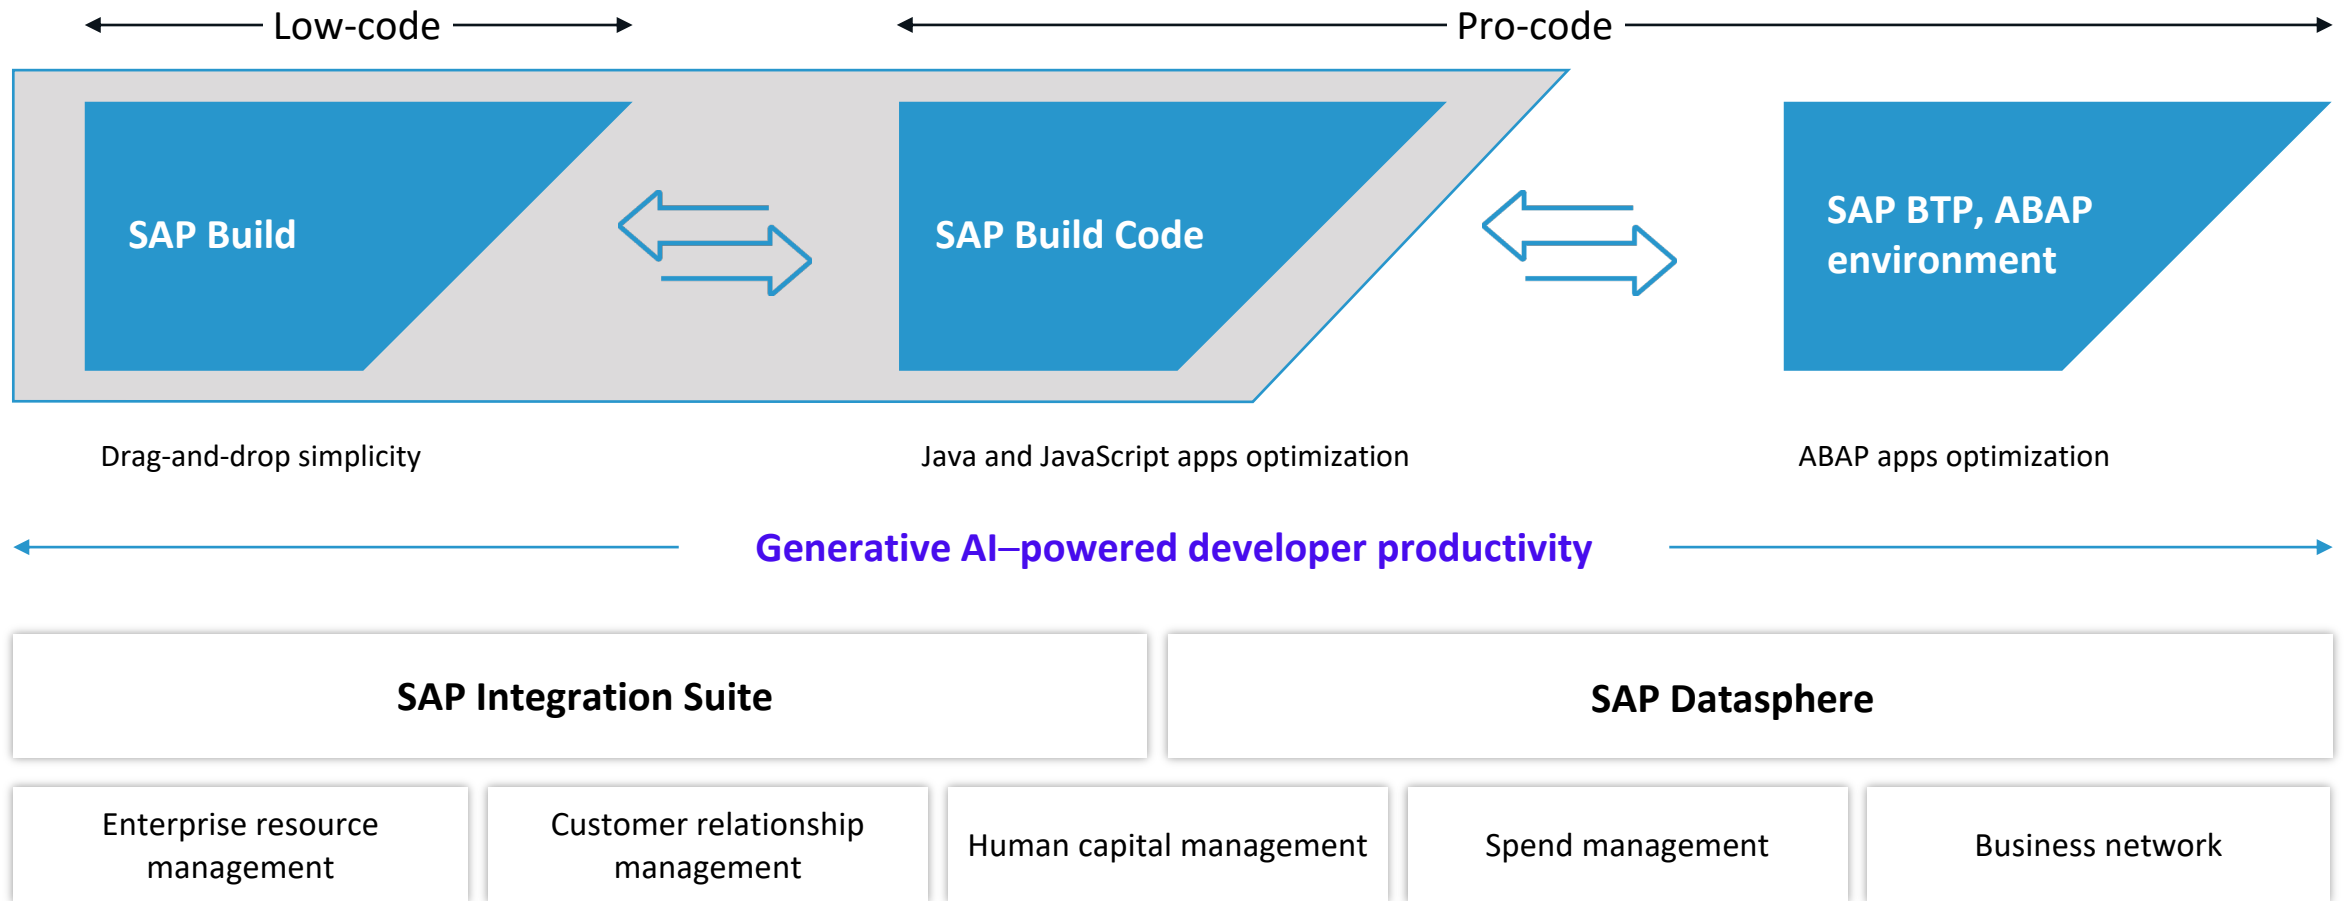 Low-code
Pro-code
SAP Build
SAP Build Code
SAP BTP, ABAP
environment
Drag-and-drop simplicity
Java and JavaScript apps optimization
ABAP apps optimization
Generative AI–powered developer productivity
SAP Integration Suite
SAP Datasphere
Enterprise resource
management
Customer relationship
management
Human capital management
Spend management
Business network